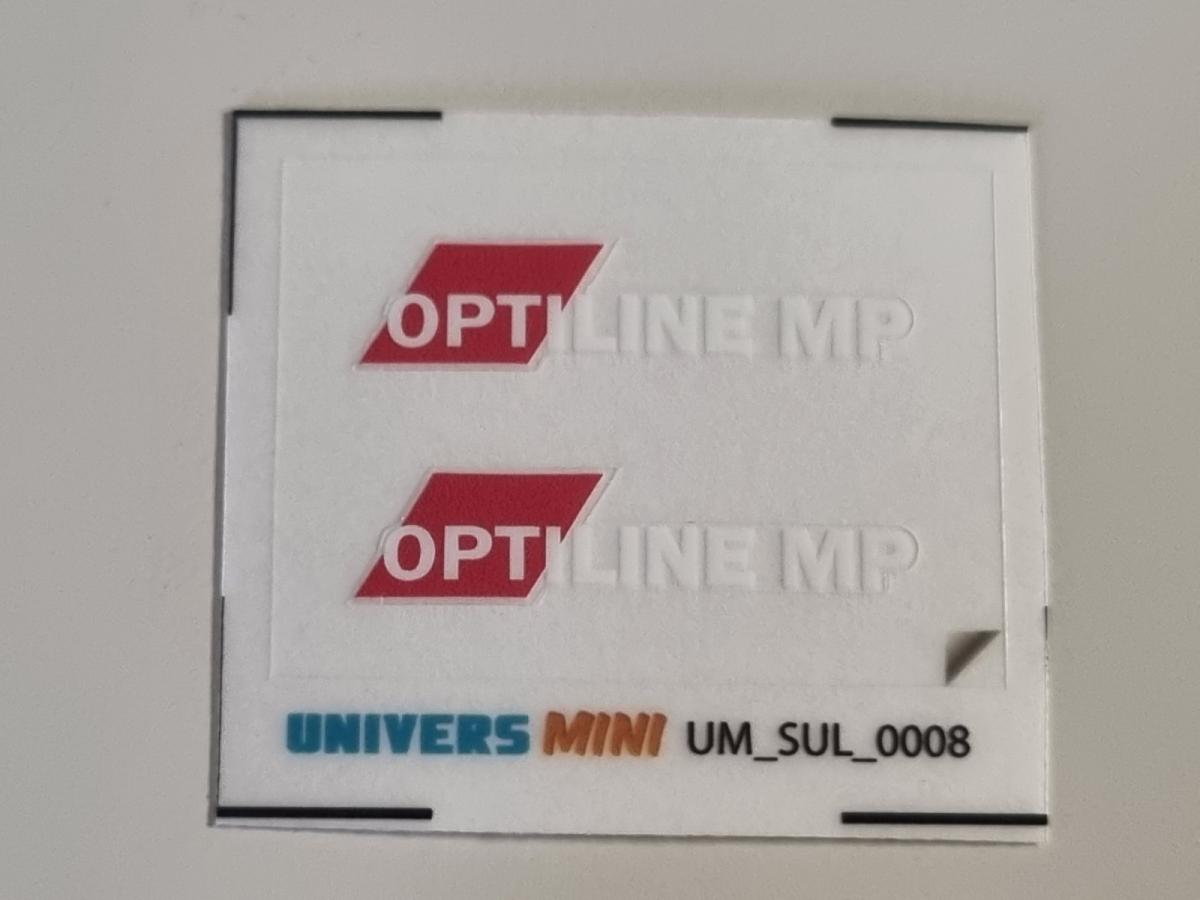 OPTILINE MP
OPTILINE MP
UNIVERS MINI UM_SUL_0008